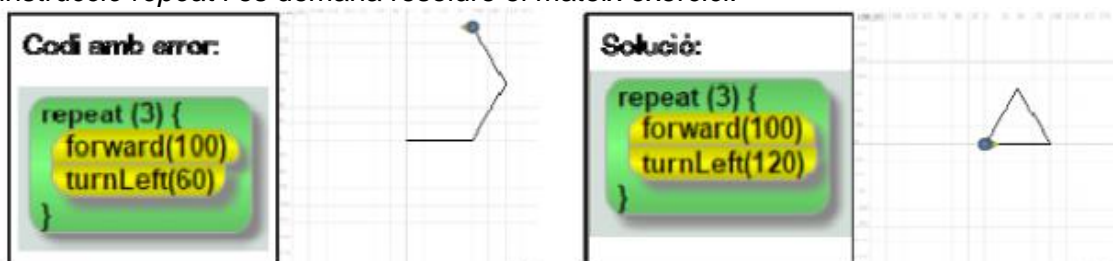 instrucció repeat i es demana resoldre el mateix exercici.
Codi amb error:
repeat (3) {
forward(100)
turnLeft(60)
}
Solució:
repeat (3) {
forward(100)
turnLeft(120)
}